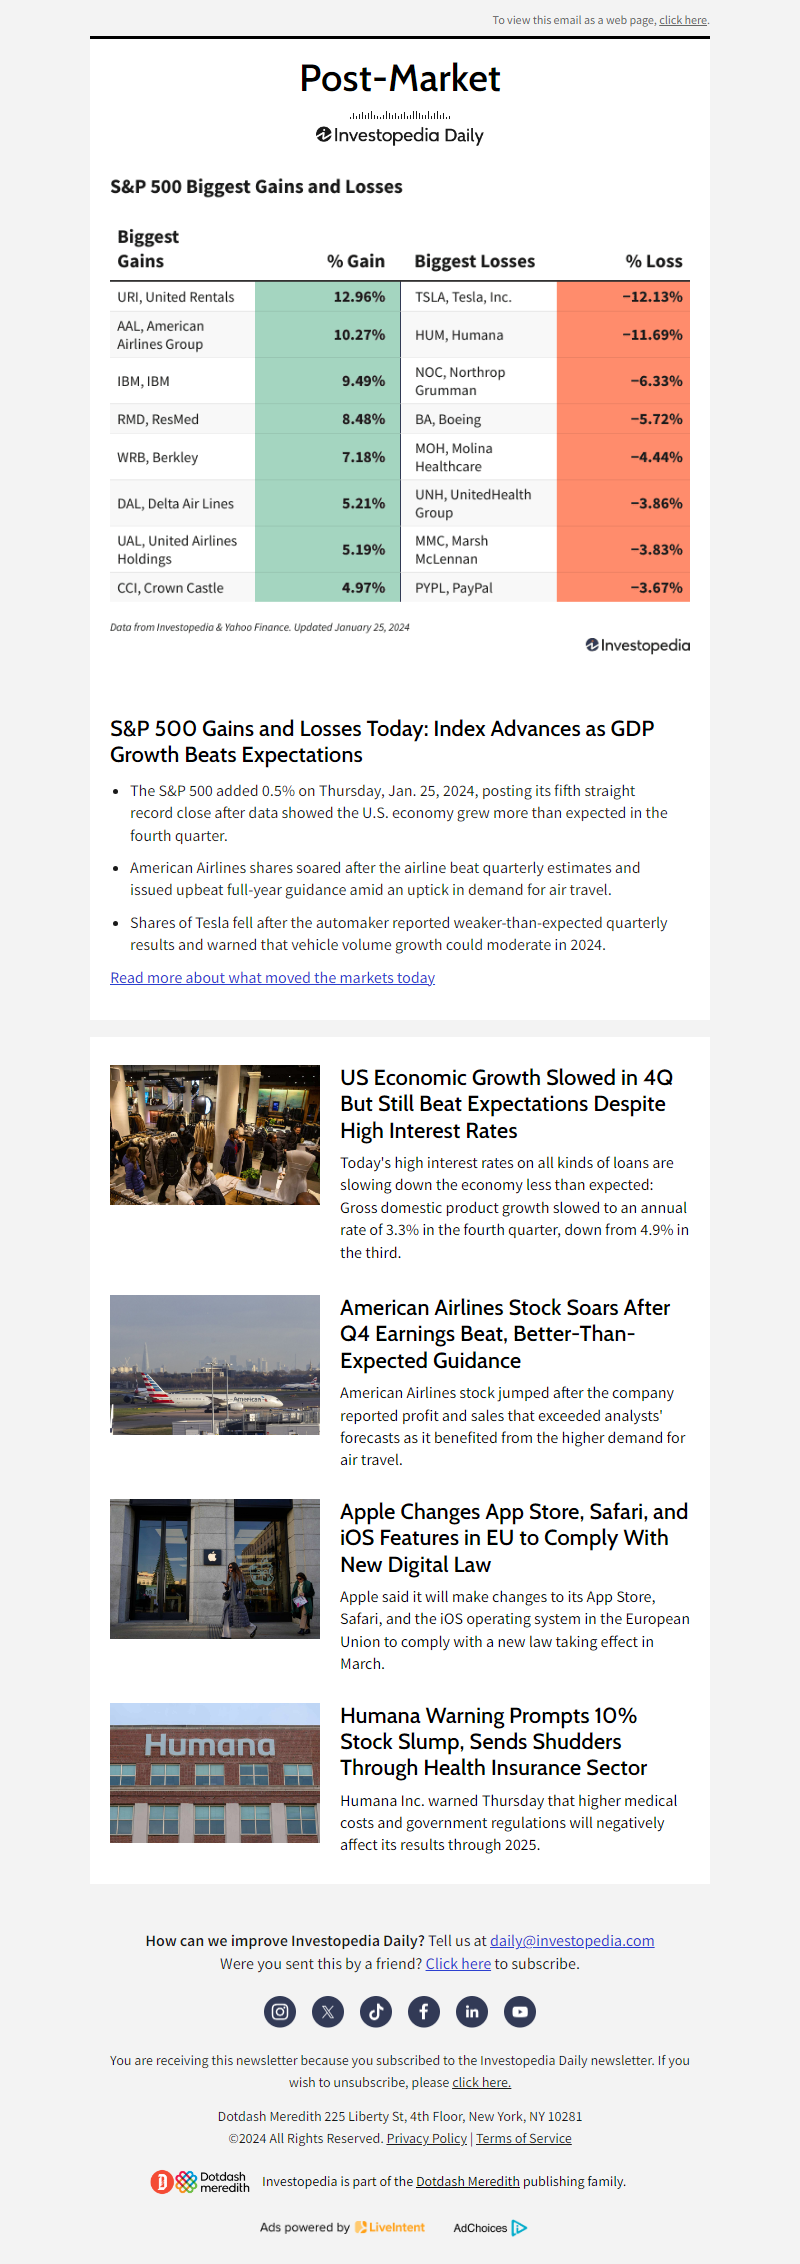 To view this email as a web page, click here.
Post-Market
Investopedia Daily
S&P 500 Biggest Gains and Losses
Biggest
Gains % Gain Biggest Losses % Loss
URI, United Rentals 12.96% TSLA, Tesla, Inc. −12.13%
AAL, American
Airlines Group 10.27% HUM, Humana −11.69%
IBM, IBM 9.49% NOC, Northrop
Grumman −6.33%
RMD, ResMed 8.48% BA, Boeing −5.72%
WRB, Berkley 7.18% MOH, Molina
Healthcare −4.44%
DAL, Delta Air Lines 5.21% UNH, UnitedHealth
Group −3.86%
UAL, United Airlines
Holdings 5.19% MMC, Marsh
McLennan −3.83%
CCI, Crown Castle 4.97% PYPL, PayPal −3.67%
Data from Investopedia & Yahoo Finance. Updated January 25, 2024
Investopedia
S&P 500 Gains and Losses Today: Index Advances as GDP
Growth Beats Expectations
• The S&P 500 added 0.5% on Thursday, Jan. 25, 2024, posting its fifth straight
record close after data showed the U.S. economy grew more than expected in the
fourth quarter.
• American Airlines shares soared after the airline beat quarterly estimates and
issued upbeat full-year guidance amid an uptick in demand for air travel.
• Shares of Tesla fell after the automaker reported weaker-than-expected quarterly
results and warned that vehicle volume growth could moderate in 2024.
Read more about what moved the markets today
US Economic Growth Slowed in 4Q
But Still Beat Expectations Despite
High Interest Rates
Today's high interest rates on all kinds of loans are
slowing down the economy less than expected:
Gross domestic product growth slowed to an annual
rate of 3.3% in the fourth quarter, down from 4.9% in
the third.
American
American Airlines Stock Soars After
Q4 Earnings Beat, Better-Than-
Expected Guidance
American Airlines stock jumped after the company
reported profit and sales that exceeded analysts'
forecasts as it benefited from the higher demand for
air travel.
Apple Changes App Store, Safari, and
iOS Features in EU to Comply With
New Digital Law
Apple said it will make changes to its App Store,
Safari, and the iOS operating system in the European
Union to comply with a new law taking effect in
March.
Humana
Humana Warning Prompts 10%
Stock Slump, Sends Shudders
Through Health Insurance Sector
Humana Inc. warned Thursday that higher medical
costs and government regulations will negatively
affect its results through 2025.
How can we improve Investopedia Daily? Tell us at daily@investopedia.com
Were you sent this by a friend? Click here to subscribe.
You are receiving this newsletter because you subscribed to the Investopedia Daily newsletter. If you
wish to unsubscribe, please click here.
Dotdash Meredith 225 Liberty St, 4th Floor, New York, NY 10281
©2024 All Rights Reserved. Privacy Policy | Terms of Service
Dotdash
meredith
Investopedia is part of the Dotdash Meredith publishing family.
Ads powered by LiveIntent AdChoices